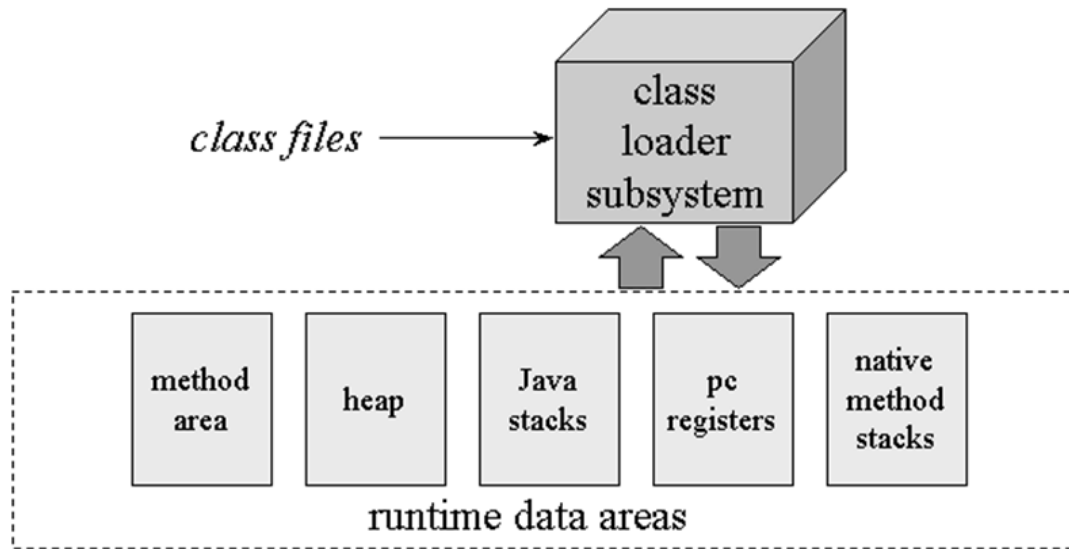 class
loader
subsystem
class files
method
area
heap
Java
stacks
pc
registers
native
method
stacks
runtime data areas